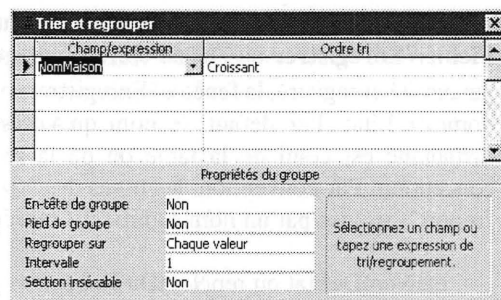 Trier et regrouper
Champ/expression Ordre tri
NomMaison Croissant
Propriétés du groupe
En-tête de groupe Non
Pied de groupe Non
Regrouper sur Chaque valeur
Intervalle 1
Section insécable Non
Sélectionnez un champ ou
tapez une expression de
tri/regroupement.